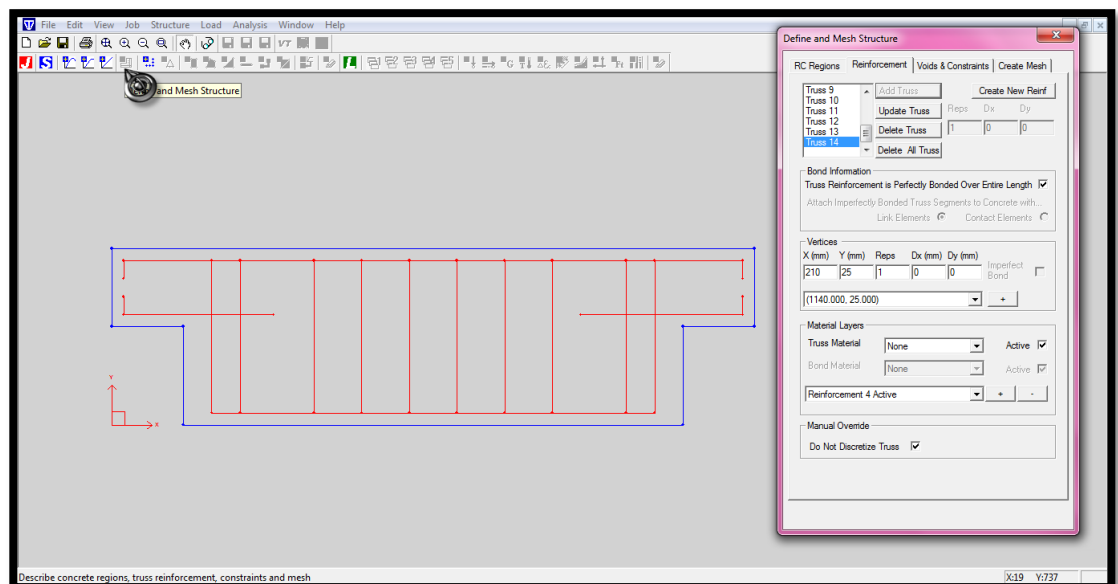 File Edit View Job Structure Load Analysis Window Help
VT
and Mesh Structure
Y
X
Define and Mesh Structure
RC Regions Reinforcement Voids & Constraints Create Mesh
Truss 9
Truss 10
Truss 11
Truss 12
Truss 13
Truss 14
Add Truss
Update Truss
Delete Truss
Delete All Truss
Create New Reinf
Reps Dx Dy
1 0 0
Bond Information
Truss Reinforcement is Perfectly Bonded Over Entire Length
Attach Imperfectly Bonded Truss Segments to Concrete with...
Link Elements Contact Elements
Vertices
X (mm) Y (mm) Reps Dx (mm) Dy (mm)
210 25 1 0 0
Imperfect
Bond
(1140.000, 25.000) +
Material Layers
Truss Material None Active
Bond Material None Active
Reinforcement 4 Active + -
Manual Override
Do Not Discretize Truss
Describe concrete regions, truss reinforcement, constraints and mesh
X:19 Y:737